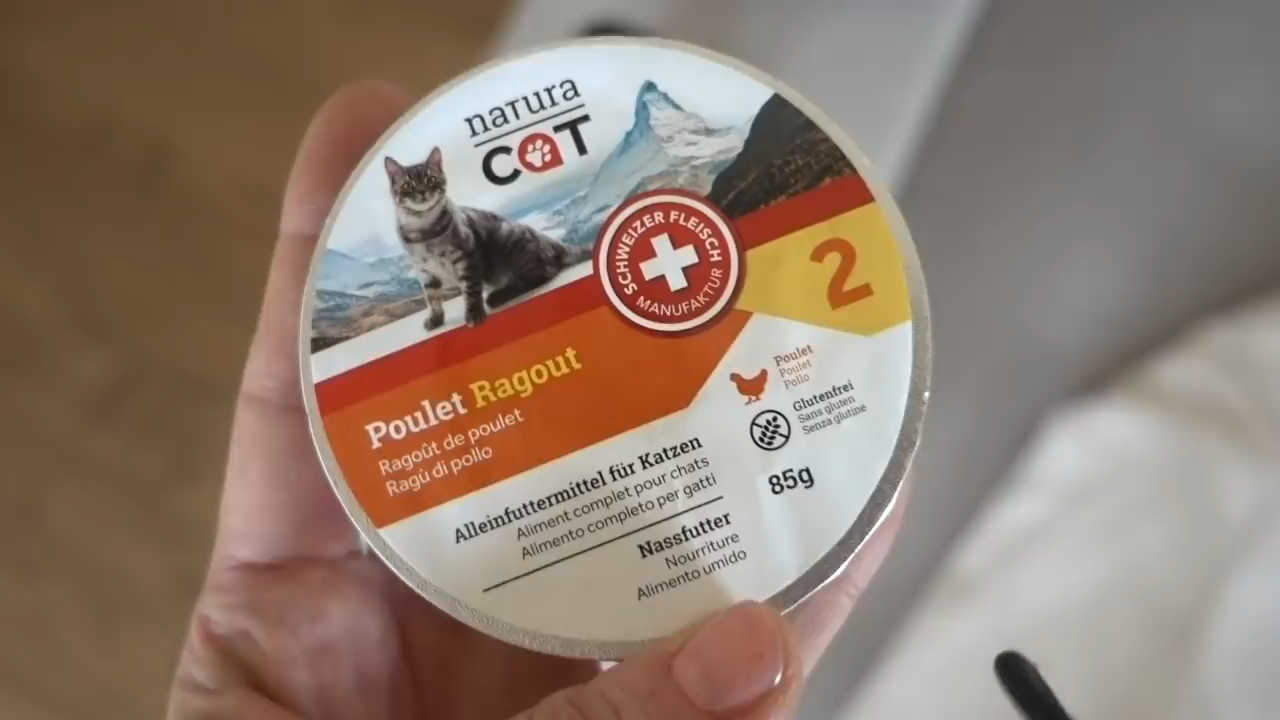 naTura
CAT
SCHWEIZER FLEISCH
MANUFAKTUR
2
Poulet Ragout
Ragoût de poulet
Ragù di pollo
Poulet
Poulet
Pollo
Glutenfrei
Sans gluten
Senza glutine
85g
Alleinfuttermittel für Katzen
Aliment complet pour chats
Alimento completo per gatti
Nassfutter
Nourriture
Alimento umido